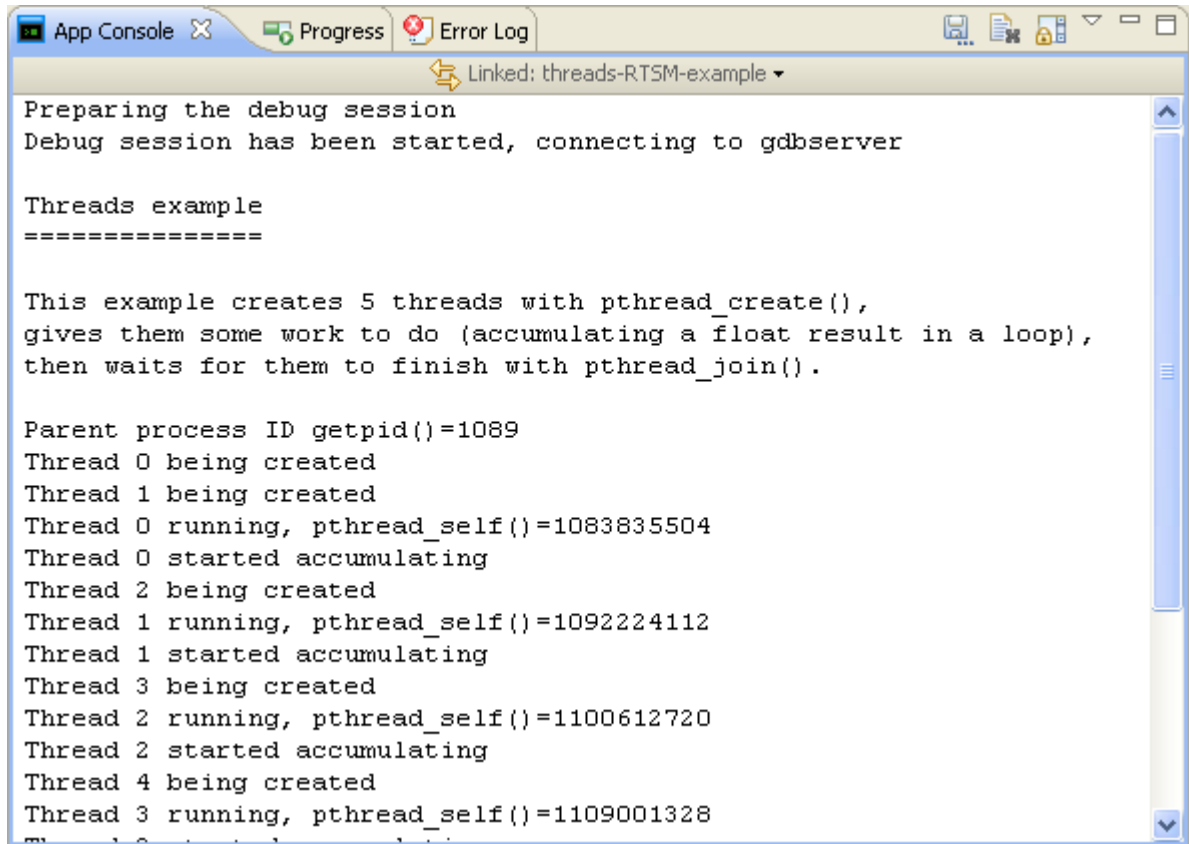 App Console Progress Error Log
Linked: threads-RTSM-example
Preparing the debug session
Debug session has been started, connecting to gdbserver
Threads example
===============
This example creates 5 threads with pthread_create(),
gives them some work to do (accumulating a float result in a loop),
then waits for them to finish with pthread_join().
Parent process ID getpid()=1089
Thread 0 being created
Thread 1 being created
Thread 0 running, pthread_self()=1083835504
Thread 0 started accumulating
Thread 2 being created
Thread 1 running, pthread_self()=1092224112
Thread 1 started accumulating
Thread 3 being created
Thread 2 running, pthread_self()=1100612720
Thread 2 started accumulating
Thread 4 being created
Thread 3 running, pthread_self()=1109001328